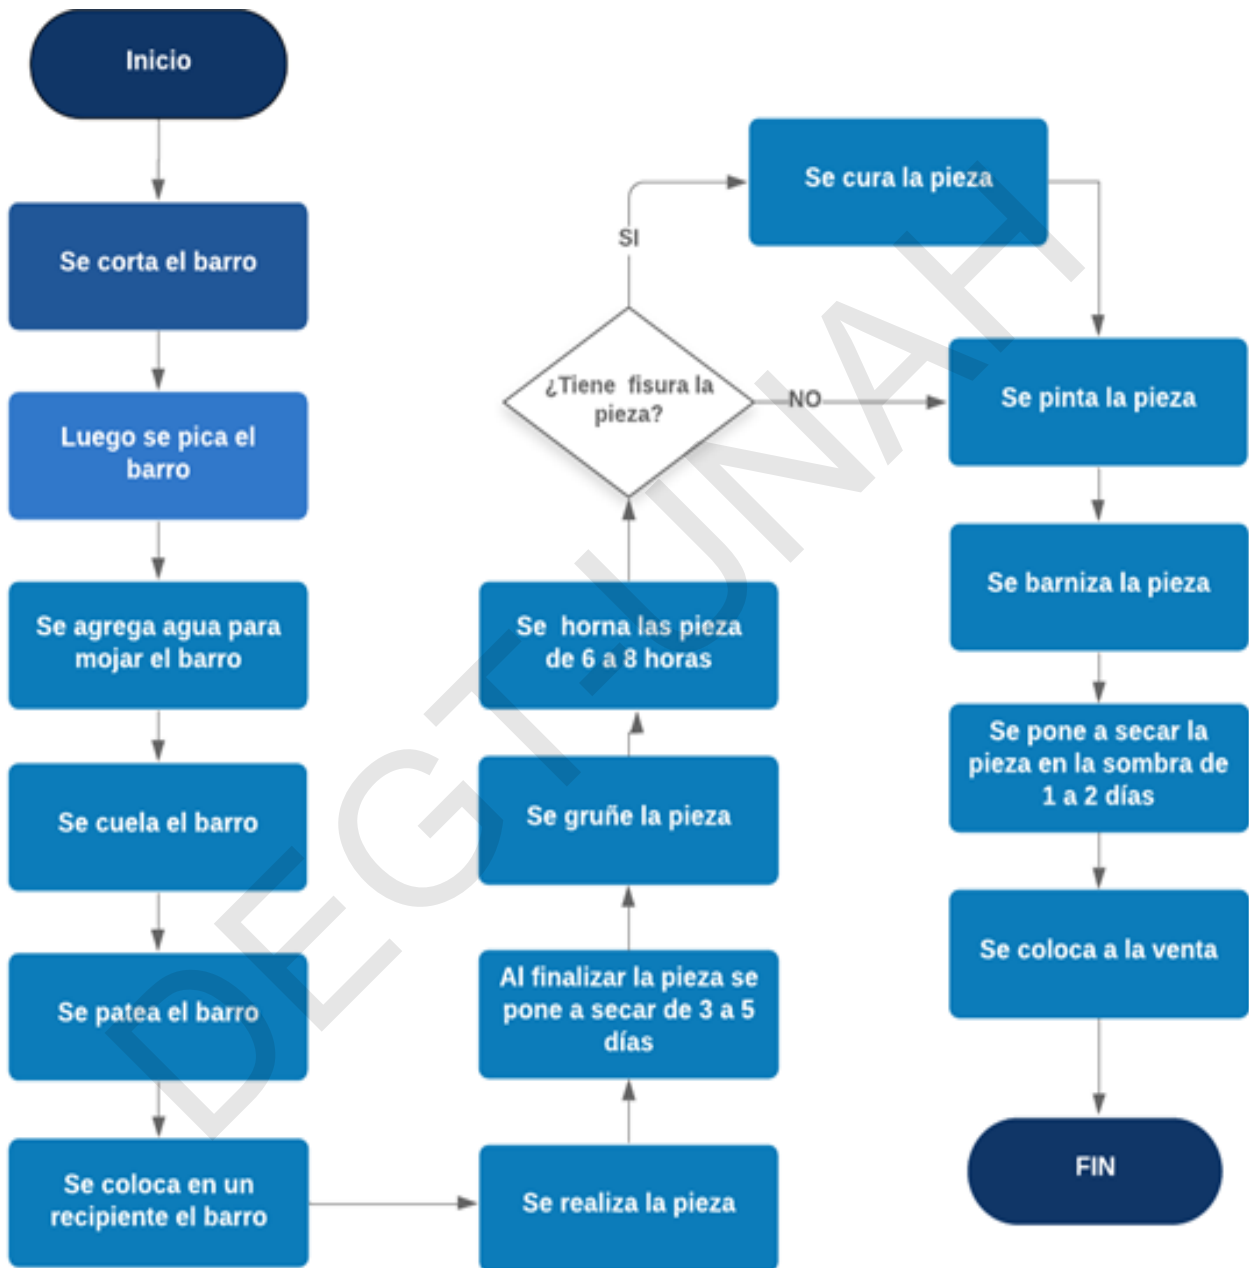 Inicio
Se corta el barro
Luego se pica el
barro
Se agrega agua para
mojar el barro
Se cuela el barro
Se patea el barro
Se coloca en un
recipiente el barro
Se realiza la pieza
Al finalizar la pieza se
pone a secar de 3 a 5
días
Se gruñe la pieza
Se horna las pieza
de 6 a 8 horas
¿Tiene fisura la
pieza?
SI
Se cura la pieza
NO
Se pinta la pieza
Se barniza la pieza
Se pone a secar la
pieza en la sombra de
1 a 2 días
Se coloca a la venta
FIN
DEGT-UNAH